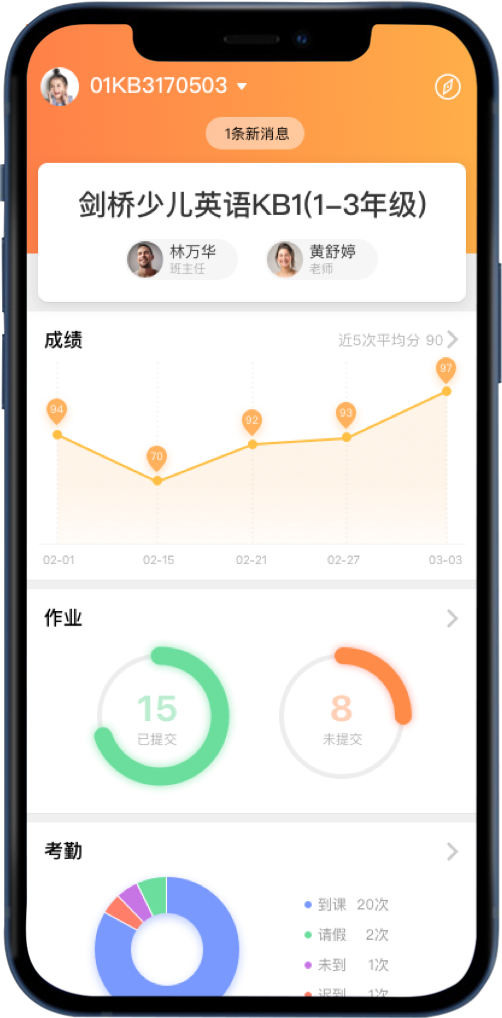 01KB3170503
1条新消息
剑桥少儿英语KB1(1-3年级)
林万华
班主任
黄舒婷
老师
成绩
近5次平均分 90
97
94
93
92
70
02-01
02-15
02-21
02-27
03-03
作业
15
已提交
8
未提交
考勤
到课 20次
请假 2次
未到 1次
迟到 1次